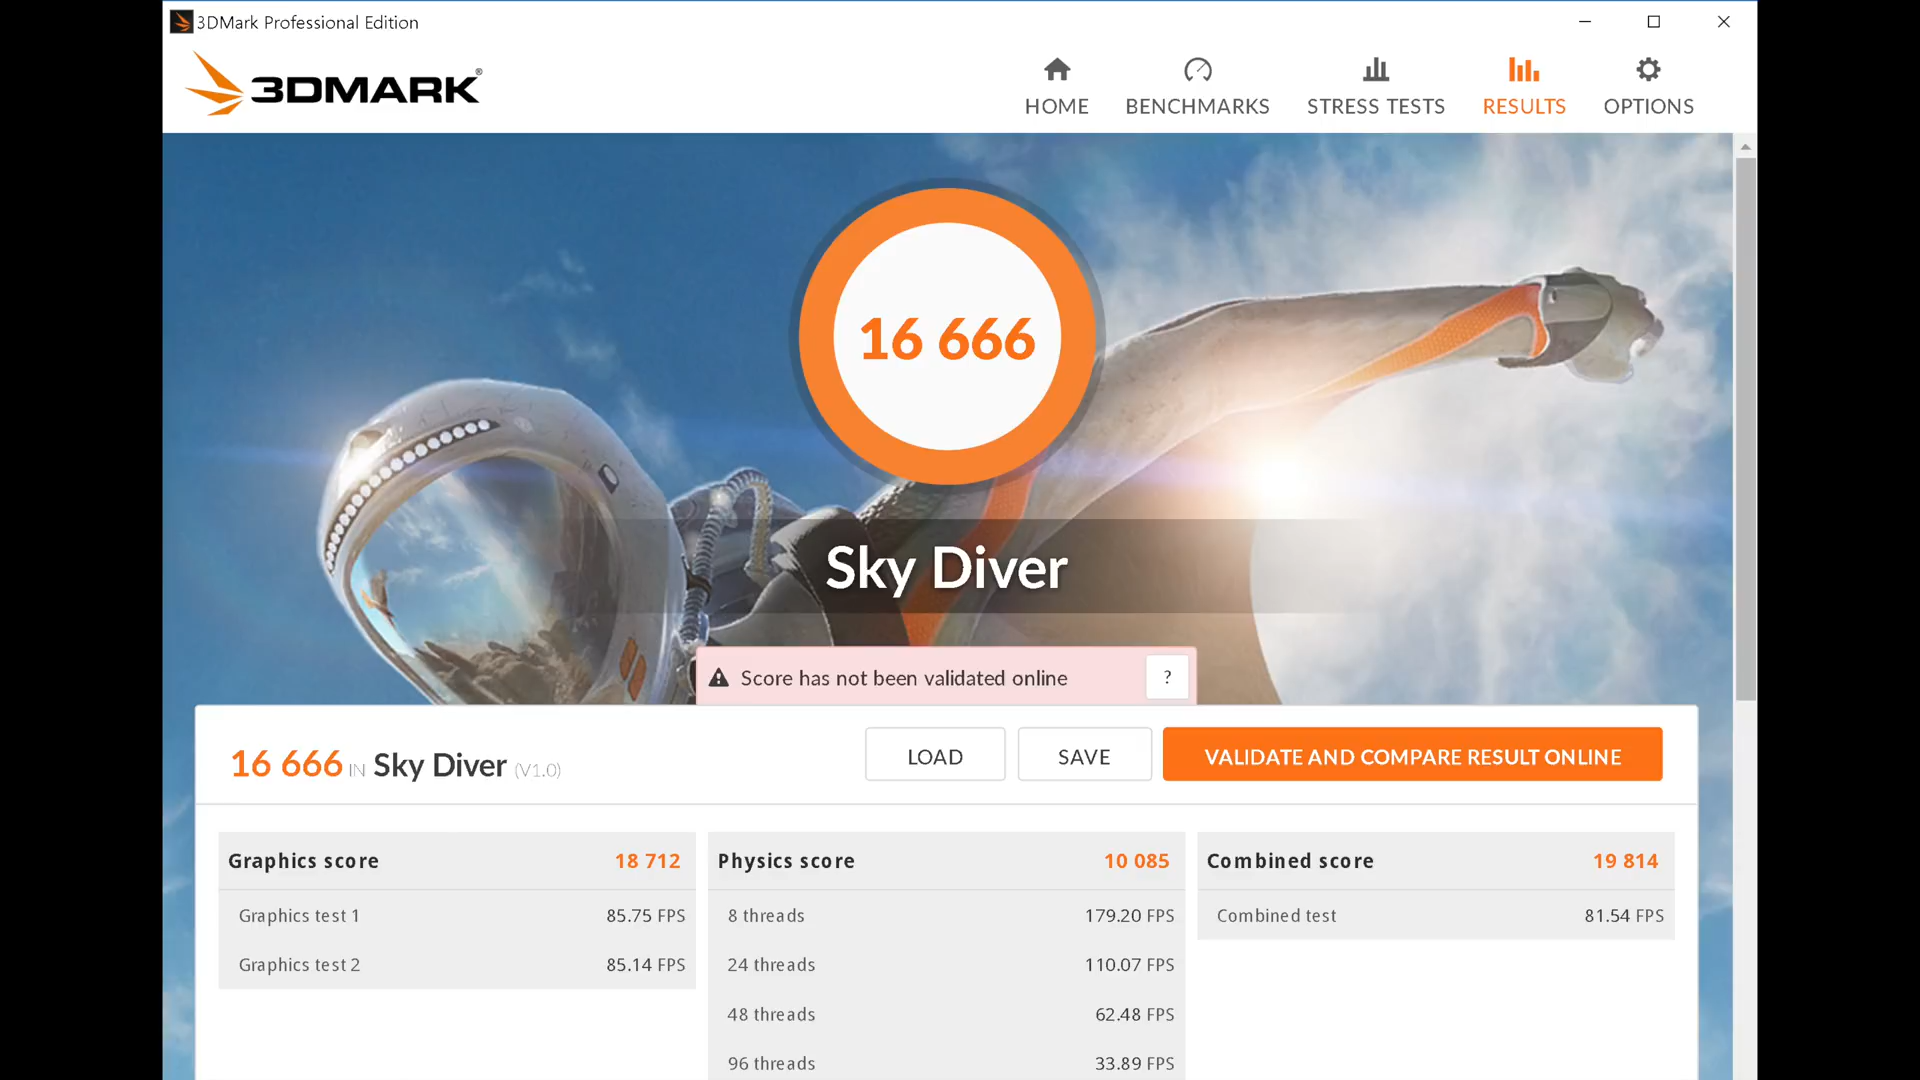 3DMark Professional Edition
3DMARK®
HOME
BENCHMARKS
STRESS TESTS
RESULTS
OPTIONS
16 666
Sky Diver
Score has not been validated online
?
16 666 IN Sky Diver (V1.0)
LOAD
SAVE
VALIDATE AND COMPARE RESULT ONLINE
Graphics score 18 712
Graphics test 1 85.75 FPS
Graphics test 2 85.14 FPS
Physics score 10 085
8 threads 179.20 FPS
24 threads 110.07 FPS
48 threads 62.48 FPS
96 threads 33.89 FPS
Combined score 19 814
Combined test 81.54 FPS